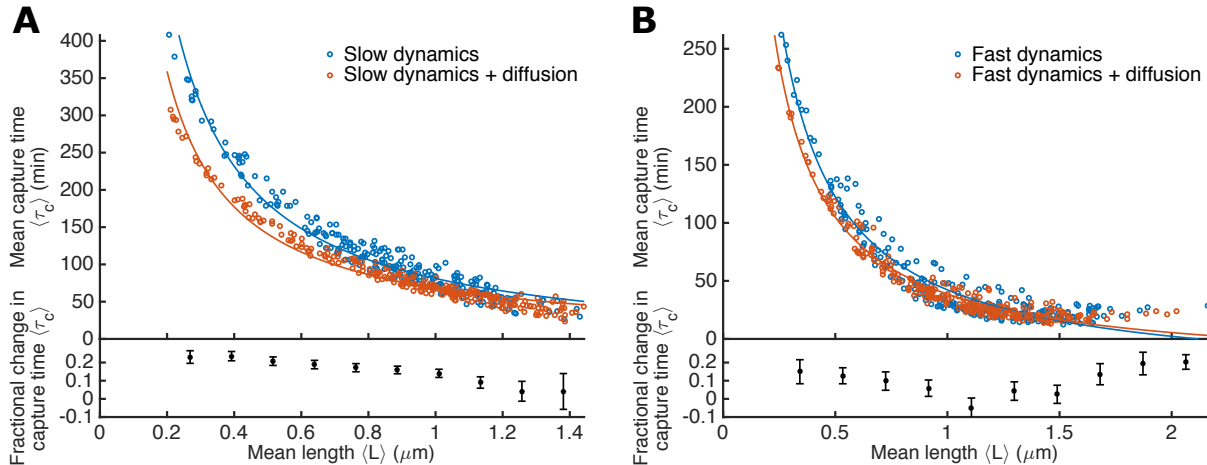 A
Slow dynamics
Slow dynamics + diffusion
Mean capture time
⟨τc⟩ (min)
400
350
300
250
200
150
100
50
0
Fractional change in
capture time ⟨τc⟩
0.2
0.1
0
-0.1
0 0.2 0.4 0.6 0.8 1 1.2 1.4
Mean length ⟨L⟩ (μm)
B
Fast dynamics
Fast dynamics + diffusion
Mean capture time
⟨τc⟩ (min)
250
200
150
100
50
0
Fractional change in
capture time ⟨τc⟩
0.2
0.1
0
-0.1
0 0.5 1 1.5 2
Mean length ⟨L⟩ (μm)